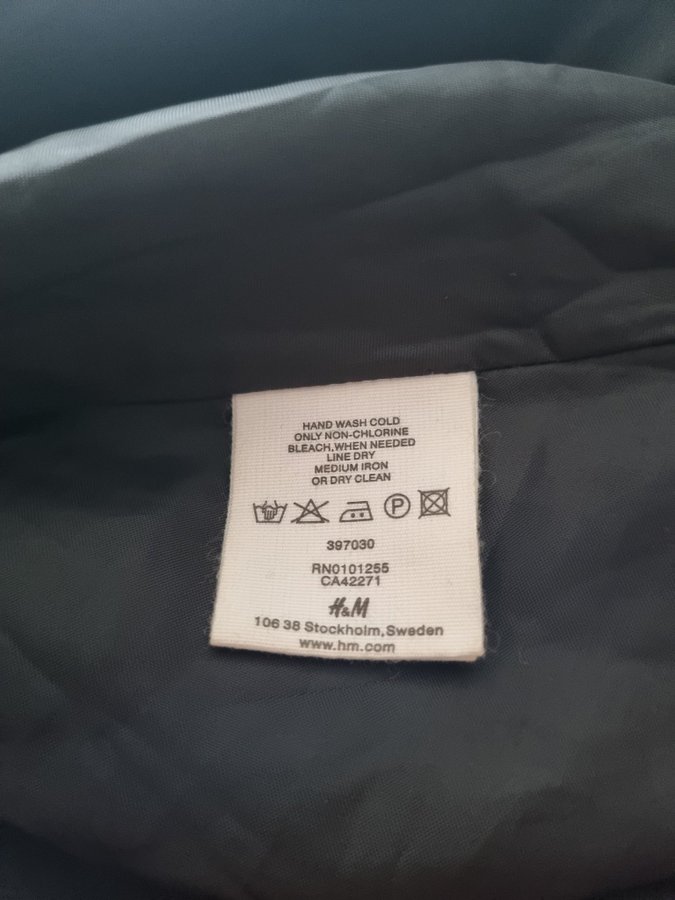 HAND WASH COLD
ONLY NON-CHLORINE
BLEACH,WHEN NEEDED
LINE DRY
MEDIUM IRON
OR DRY CLEAN
P
397030
RN0101255
CA42271
H&M
106 38 Stockholm,Sweden
www.hm.com